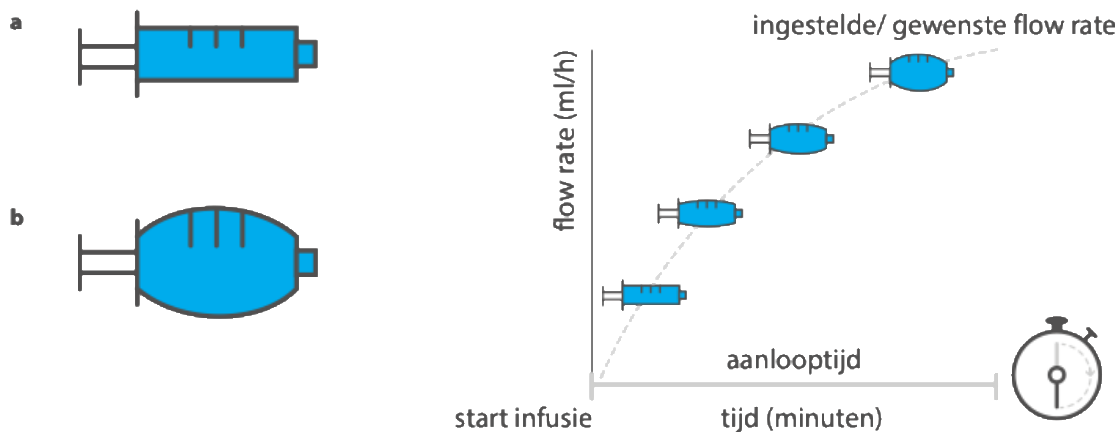 a
b
ingestelde/ gewenste flow rate
flow rate (ml/h)
aanlooptijd
start infusie
tijd (minuten)